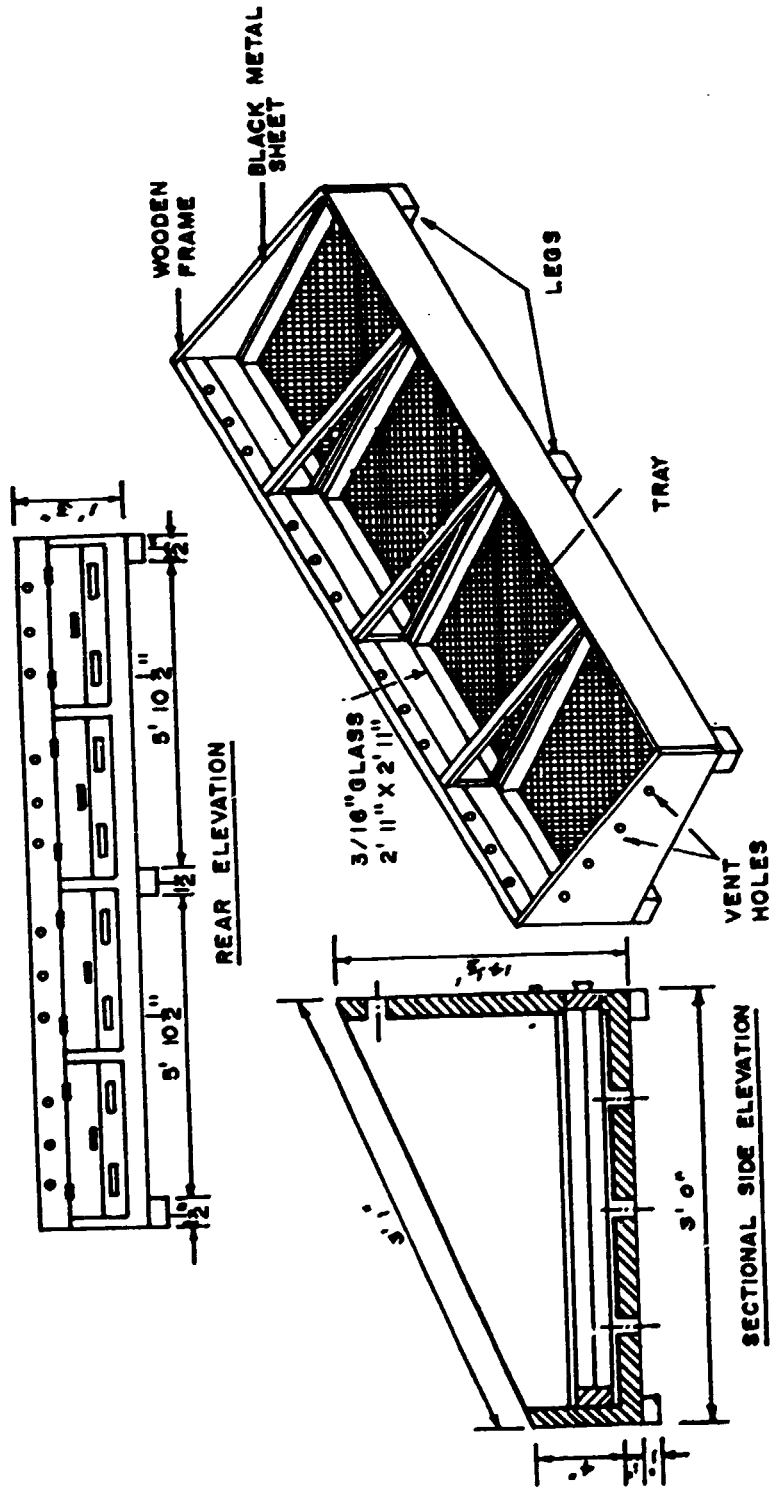 5' 10 1/2"
5' 10 1/2"
REAR ELEVATION
WOODEN
FRAME
BLACK METAL
SHEET
3/16" GLASS
2' 11" X 2' 11"
LEGS
TRAY
VENT
HOLES
3' 1"
4"
3' 0"
SECTIONAL SIDE ELEVATION